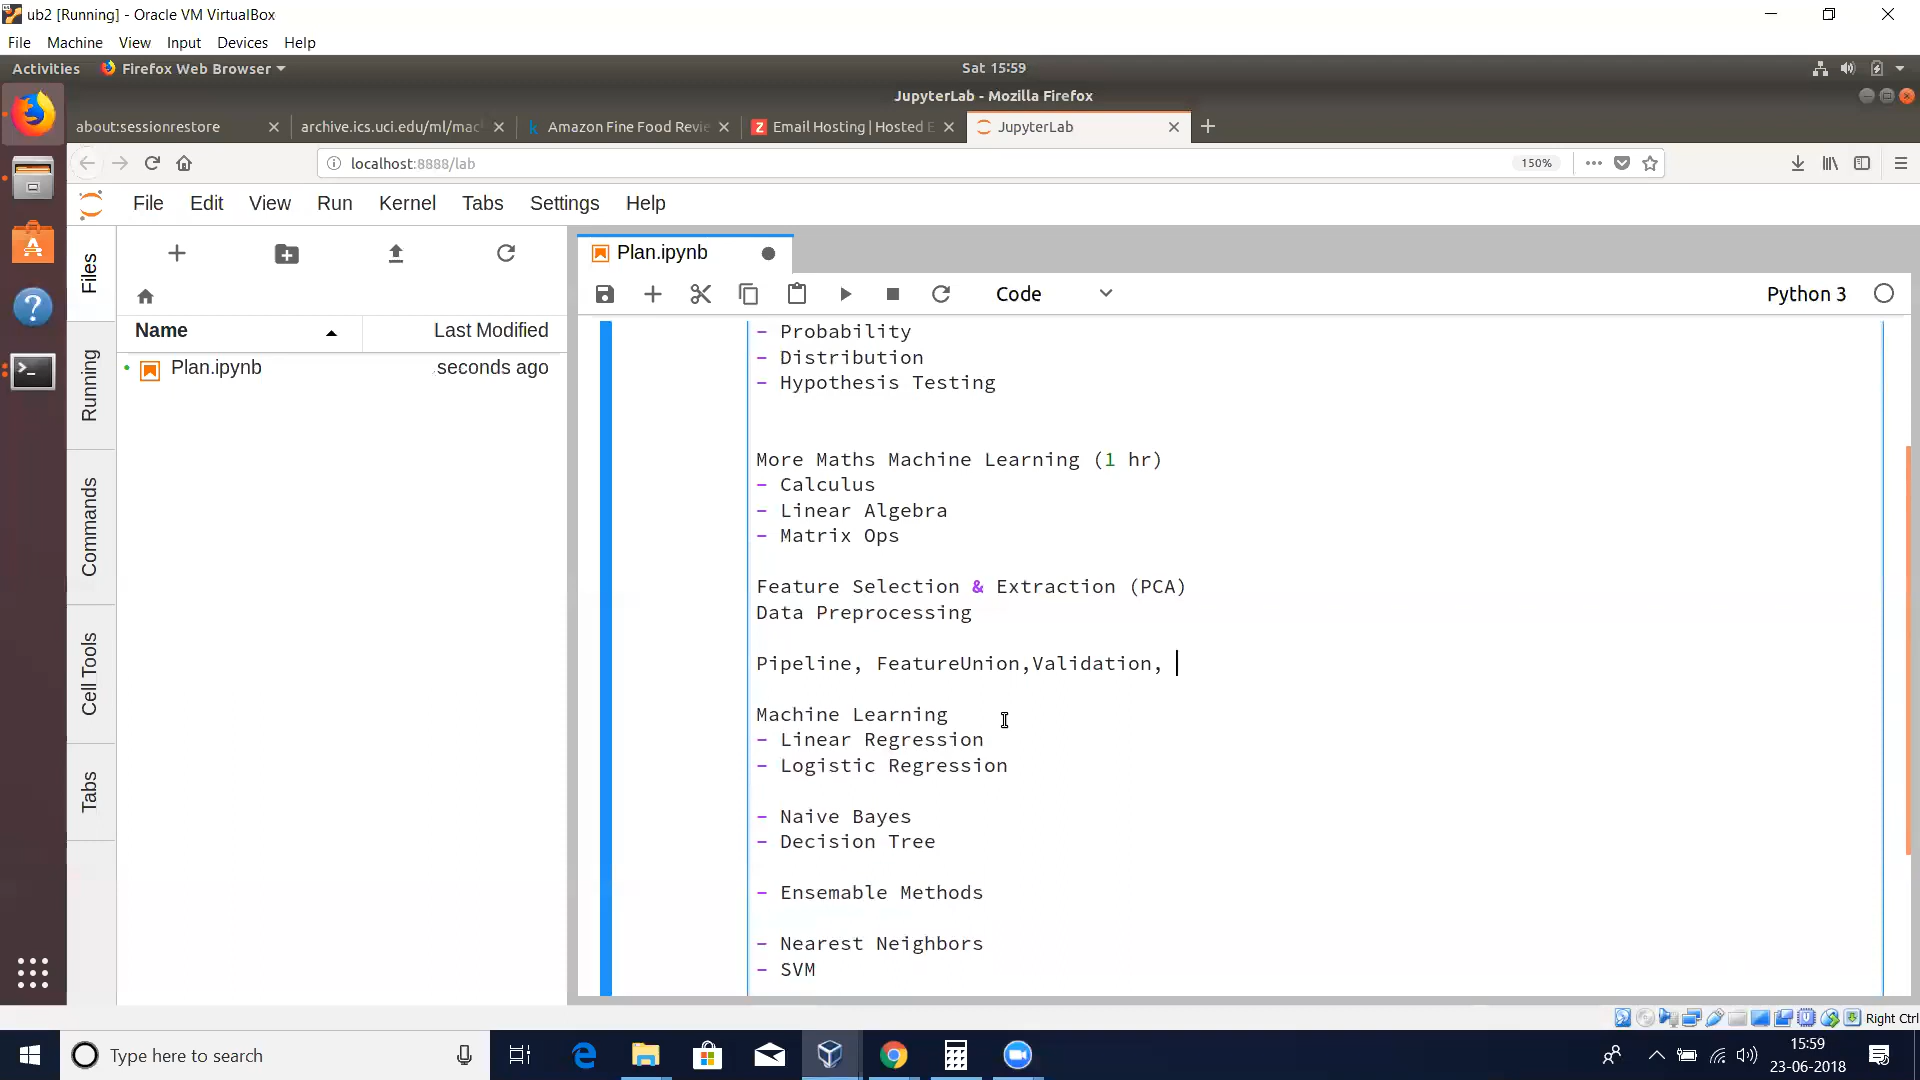 ub2 [Running] - Oracle VM VirtualBox
File Machine View Input Devices Help
Activities Firefox Web Browser Sat 15:59
JupyterLab - Mozilla Firefox
about:sessionrestore archive.ics.uci.edu/ml/mac Amazon Fine Food Revie Email Hosting | Hosted E JupyterLab
localhost:8888/lab 150%
File Edit View Run Kernel Tabs Settings Help
Files
Running
Commands
Cell Tools
Tabs
Name Last Modified
Plan.ipynb seconds ago
Plan.ipynb
Code Python 3
- Probability
- Distribution
- Hypothesis Testing
More Maths Machine Learning (1 hr)
- Calculus
- Linear Algebra
- Matrix Ops
Feature Selection & Extraction (PCA)
Data Preprocessing
Pipeline, FeatureUnion,Validation,
Machine Learning
- Linear Regression
- Logistic Regression
- Naive Bayes
- Decision Tree
- Ensemable Methods
- Nearest Neighbors
- SVM
Right Ctrl
Type here to search
15:59
23-06-2018